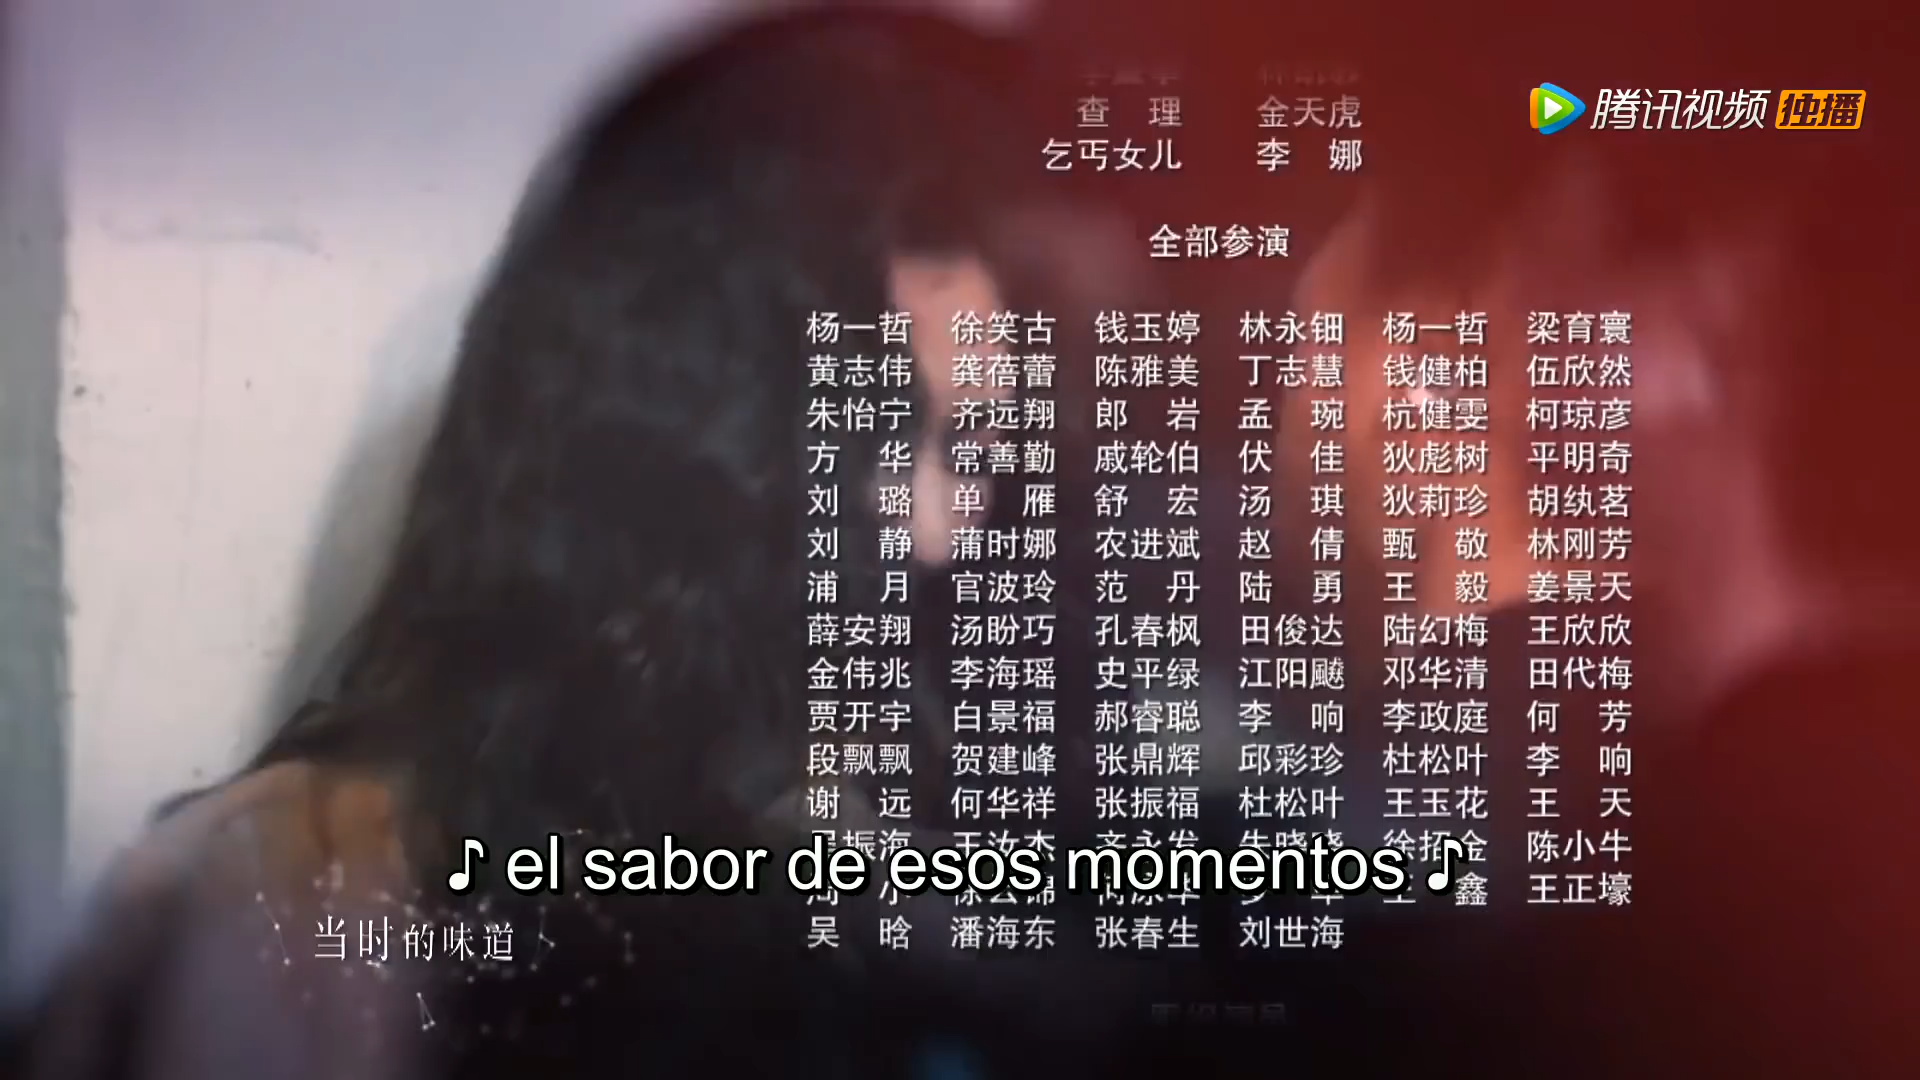 腾讯视频 独播
查理 金天虎
乞丐女儿 李娜
全部参演
杨一哲 徐笑古 钱玉婷 林永钿 杨一哲 梁育寰
黄志伟 龚蓓蕾 陈雅美 丁志慧 钱健柏 伍欣然
朱怡宁 齐远翔 郎岩 孟琬 杭健雯 柯琼彦
方华 常善勤 戚轮伯 伏佳 狄彪树 平明奇
刘璐 单雁 舒宏 汤琪 狄莉珍 胡纨茗
刘静 蒲时娜 农进斌 赵倩 甄敬 林刚芳
浦月 官波玲 范丹 陆勇 王毅 姜景天
薛安翔 汤盼巧 孔春枫 田俊达 陆幻梅 王欣欣
金伟兆 李海瑶 史平绿 江阳飚 邓华清 田代梅
贾开宇 白景福 郝睿聪 李响 李政庭 何芳
段飘飘 贺建峰 张鼎辉 邱彩珍 杜松叶 李响
谢远 何华祥 张振福 杜松叶 王玉花 王天
徐招金 陈小牛
♪ el sabor de esos momentos ♪
鑫 王正壕
吴晗 潘海东 张春生 刘世海
当时的味道